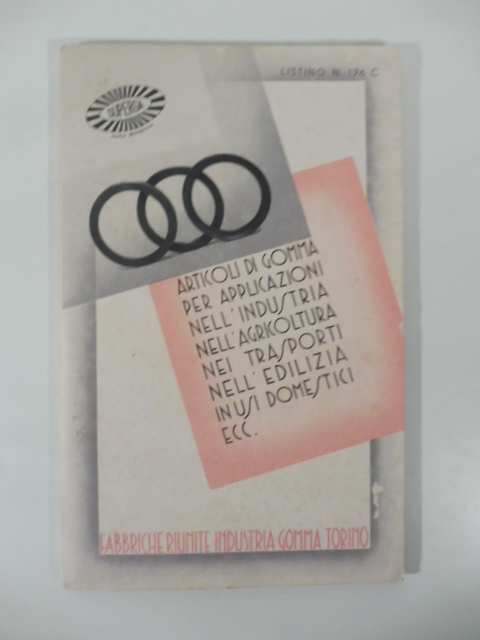 LISTINO N. 176 C
SUPERGA
ARTICOLI DI GOMMA
PER APPLICAZIONI
NELL'INDUSTRIA
NELL'AGRICOLTURA
NEI TRASPORTI
NELL'EDILIZIA
IN USI DOMESTICI
ECC.
FABBRICHE RIUNITE INDUSTRIA GOMMA TORINO